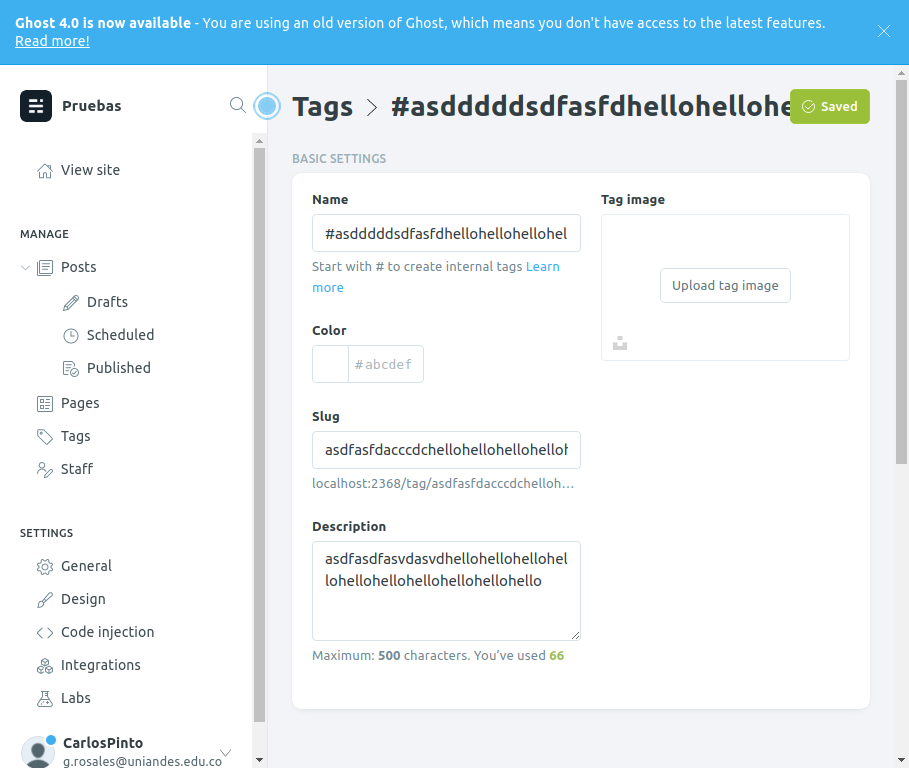 Ghost 4.0 is now available - You are using an old version of Ghost, which means you don't have access to the latest features.
Read more!
Pruebas
View site
MANAGE
Posts
Drafts
Scheduled
Published
Pages
Tags
Staff
SETTINGS
General
Design
Code injection
Integrations
Labs
CarlosPinto
g.rosales@uniandes.edu.co
Tags > #asdddddsdfasfdhellohellohe
Saved
BASIC SETTINGS
Name
#asdddddsdfasfdhellohellohellohel
Start with # to create internal tags Learn
more
Color
#abcdef
Slug
asdfasfdacccdchellohellohellohelloh
localhost:2368/tag/asdfasfdacccdchelloh…
Description
asdfasdfasvdasvdhellohellohellohel
lohellohellohellohellohellohello
Maximum: 500 characters. You’ve used 66
Tag image
Upload tag image